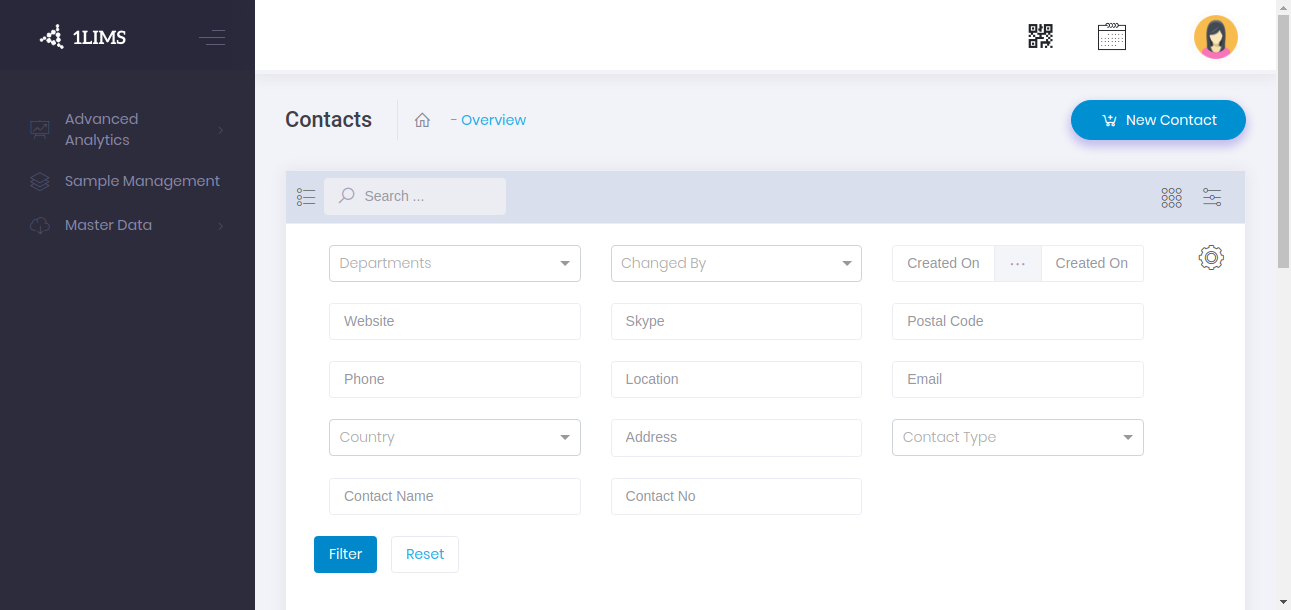 1LIMS
Advanced
Analytics
Sample Management
Master Data
Contacts
- Overview
New Contact
Search ...
Departments
Changed By
Created On
...
Created On
Website
Skype
Postal Code
Phone
Location
Email
Country
Address
Contact Type
Contact Name
Contact No
Filter
Reset